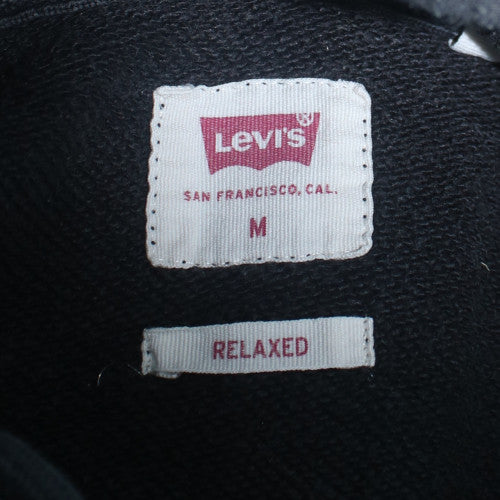 Levi's ®
SAN FRANCISCO, CAL.
M
RELAXED